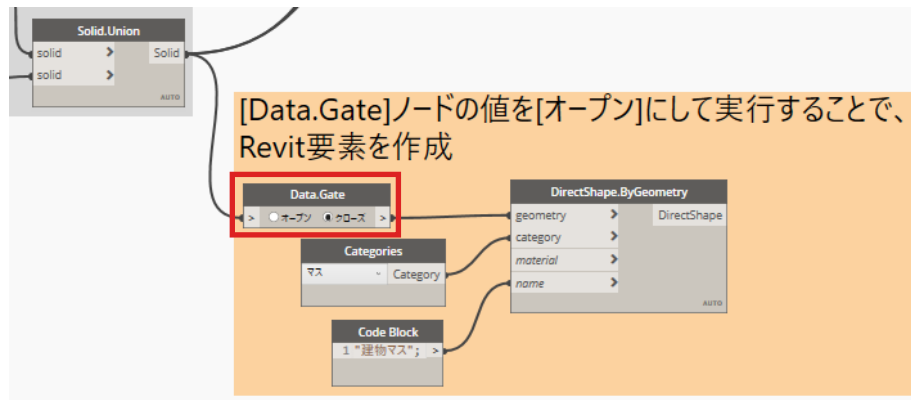 Solid.Union
solid > Solid
solid >
AUTO
[Data.Gate]ノードの値を[オープン]にして実行することで、
Revit要素を作成
Data.Gate
> オープン クローズ >
DirectShape.ByGeometry
geometry > DirectShape
category >
material >
name >
AUTO
Categories
マス Category
Code Block
1 "建物マス"; >